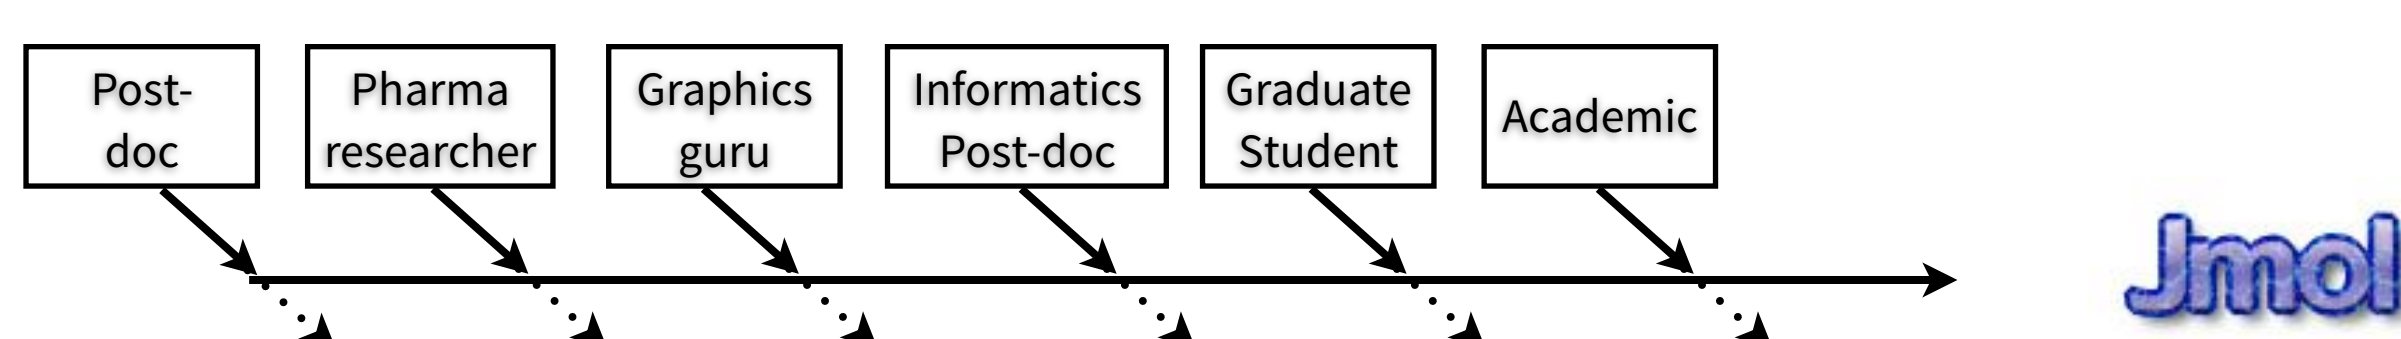 Post-
doc
Pharma
researcher
Graphics
guru
Informatics
Post-doc
Graduate
Student
Academic
Jmol